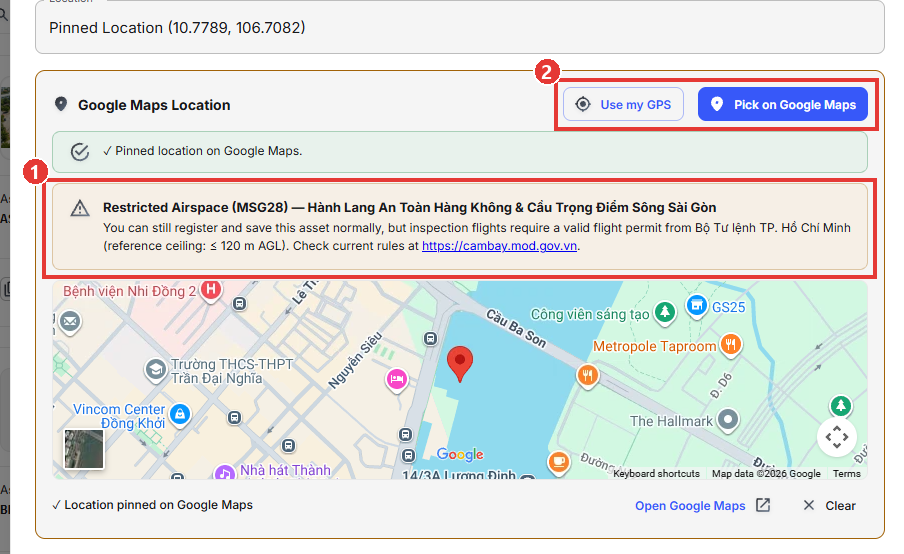 Location
Pinned Location (10.7789, 106.7082)
2
Google Maps Location
Use my GPS
Pick on Google Maps
✓ Pinned location on Google Maps.
1
Restricted Airspace (MSG28) — Hành Lang An Toàn Hàng Không & Cầu Trọng Điểm Sông Sài Gòn
You can still register and save this asset normally, but inspection flights require a valid flight permit from Bộ Tư lệnh TP. Hồ Chí Minh
(reference ceiling: ≤ 120 m AGL). Check current rules at https://cambay.mod.gov.vn.
Bệnh viện Nhi Đồng 2
H
Công viên sáng tạo
GS25
Cầu Ba Son
Metropole Taproom
Nguyễn Siêu
Trường THCS-THPT
Trần Đại Nghĩa
Đ. D6
Vincom Center
Đồng Khởi
The Hallmark
Google
Nhà hát Thành
14/3A Lương Định
Keyboard shortcuts
Map data ©2026 Google
Terms
✓ Location pinned on Google Maps
Open Google Maps
Clear